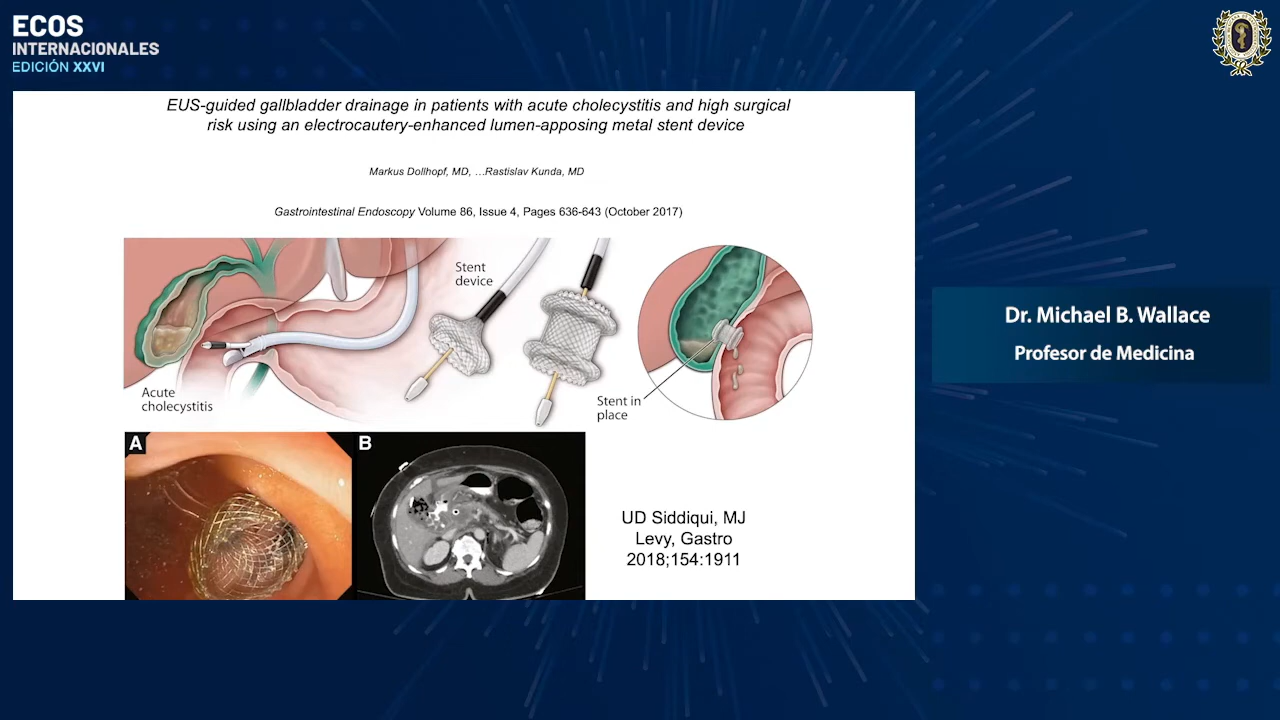 ECOS
INTERNACIONALES
EDICIÓN XXVI
EUS-guided gallbladder drainage in patients with acute cholecystitis and high surgical
risk using an electrocautery-enhanced lumen-apposing metal stent device
Markus Dollhopf, MD, ...Rastislav Kunda, MD
Gastrointestinal Endoscopy Volume 86, Issue 4, Pages 636-643 (October 2017)
Stent
device
Acute
cholecystitis
Stent in
place
A
B
UD Siddiqui, MJ
Levy, Gastro
2018;154:1911
Dr. Michael B. Wallace
Profesor de Medicina